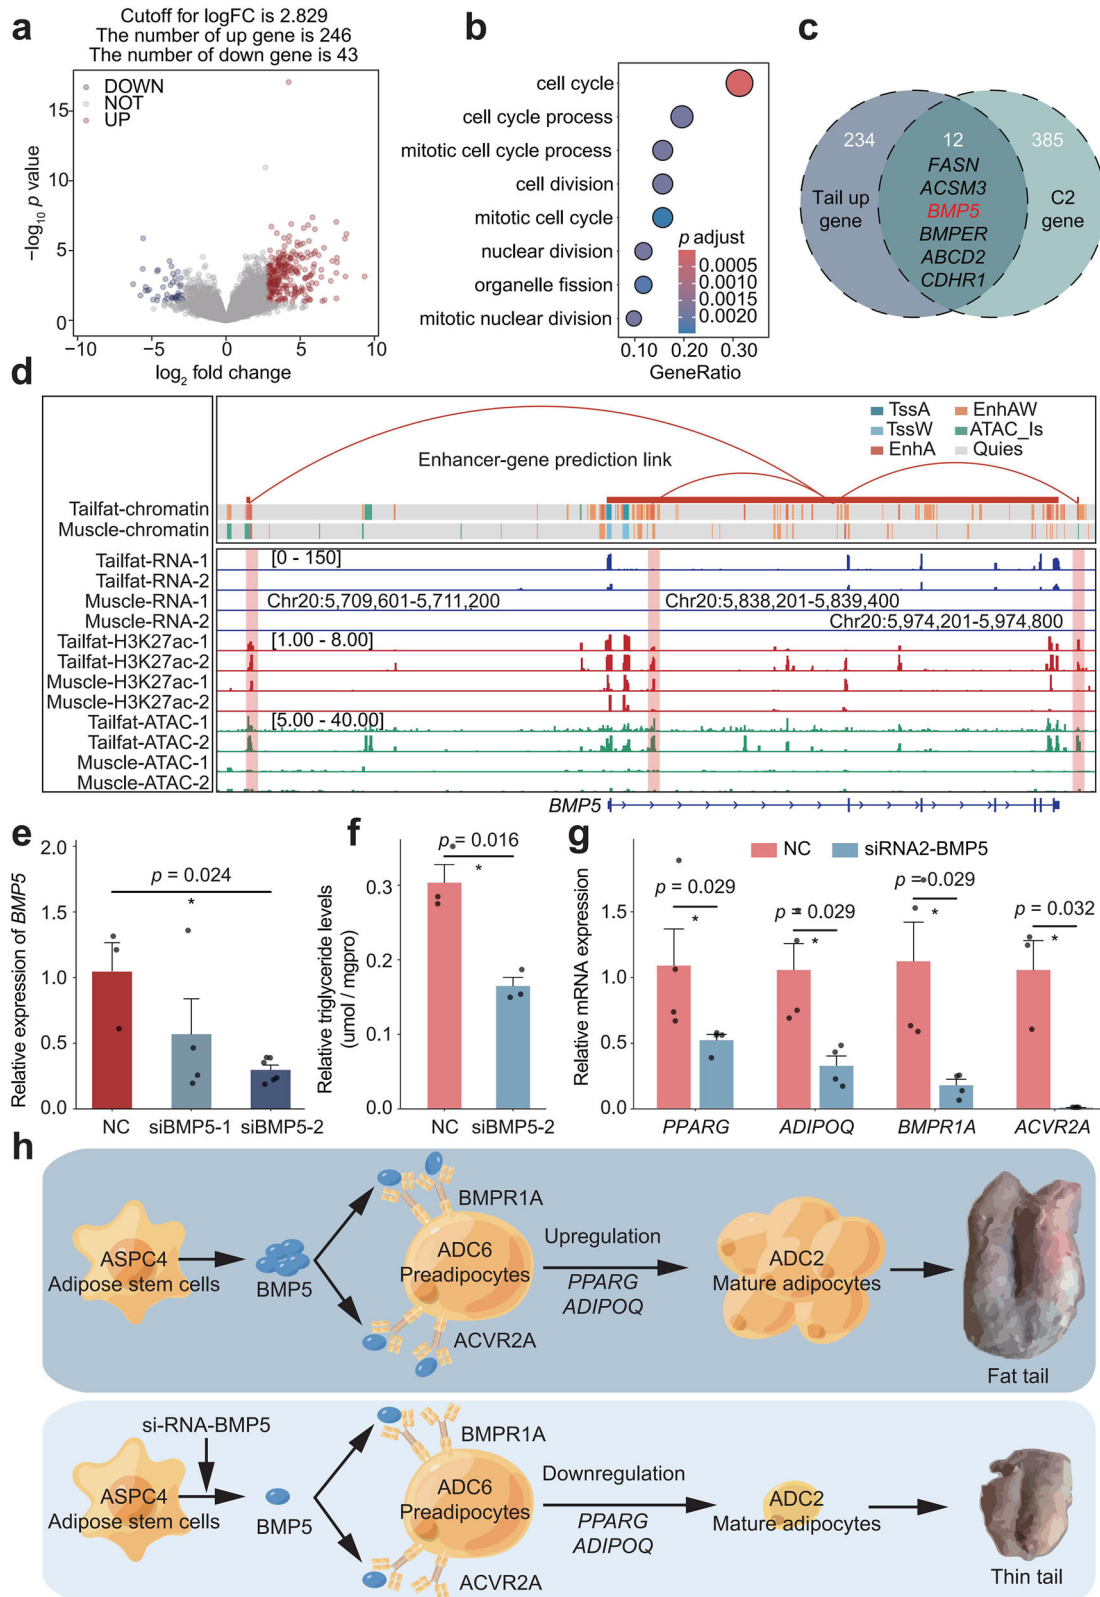 a
Cutoff for logFC is 2.829
The number of up gene is 246
The number of down gene is 43
DOWN
NOT
UP
15
10
5
0
−log10 p value
−10
−5
0
5
10
log2 fold change
b
cell cycle
cell cycle process
mitotic cell cycle process
cell division
mitotic cell cycle
nuclear division
organelle fission
mitotic nuclear division
p adjust
0.0005
0.0010
0.0015
0.0020
0.10
0.20
0.30
GeneRatio
c
234
12
385
Tail up
gene
FASN
ACSM3
BMP5
BMPER
ABCD2
CDHR1
C2
gene
d
TssA
TssW
EnhA
EnhAW
ATAC_Is
Quies
Enhancer-gene prediction link
Tailfat-chromatin
Muscle-chromatin
Tailfat-RNA-1
[0 - 150]
Tailfat-RNA-2
Muscle-RNA-1
Chr20:5,709,601-5,711,200
Chr20:5,838,201-5,839,400
Muscle-RNA-2
Chr20:5,974,201-5,974,800
Tailfat-H3K27ac-1
[1.00 - 8.00]
Tailfat-H3K27ac-2
Muscle-H3K27ac-1
Muscle-H3K27ac-2
Tailfat-ATAC-1
[5.00 - 40.00]
Tailfat-ATAC-2
Muscle-ATAC-1
Muscle-ATAC-2
BMP5
e
Relative expression of BMP5
2.0
1.5
1.0
0.5
0.0
p = 0.024
*
NC
siBMP5-1
siBMP5-2
f
Relative triglyceride levels
(umol / mgpro)
0.3
0.2
0.1
0.0
p = 0.016
*
NC
siBMP5-2
g
NC
siRNA2-BMP5
Relative mRNA expression
1.5
1.0
0.5
0.0
p = 0.029
*
p = 0.029
*
p = 0.029
*
p = 0.032
*
PPARG
ADIPOQ
BMPR1A
ACVR2A
h
ASPC4
Adipose stem cells
BMP5
BMPR1A
ADC6
Preadipocytes
ACVR2A
Upregulation
PPARG
ADIPOQ
ADC2
Mature adipocytes
Fat tail
si-RNA-BMP5
ASPC4
Adipose stem cells
BMP5
BMPR1A
ADC6
Preadipocytes
ACVR2A
Downregulation
PPARG
ADIPOQ
ADC2
Mature adipocytes
Thin tail